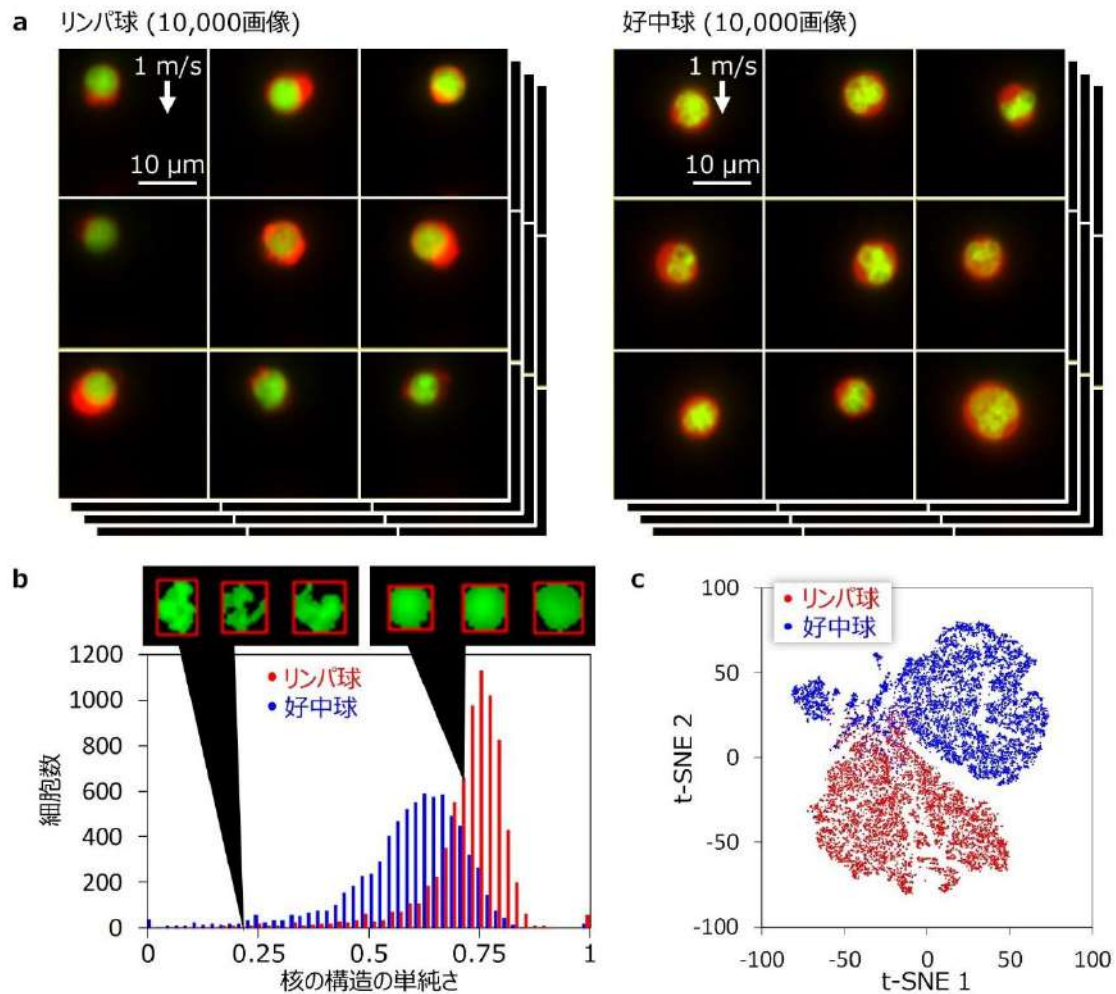 a リンパ球 (10,000画像)
好中球 (10,000画像)
1 m/s
10 µm
1 m/s
10 µm
b
1200
1000
800
600
400
200
0
細胞数
リンパ球
好中球
0 0.25 0.5 0.75 1
核の構造の単純さ
c
リンパ球
好中球
100
50
0
-50
-100
t-SNE 2
-100 -50 0 50 100
t-SNE 1